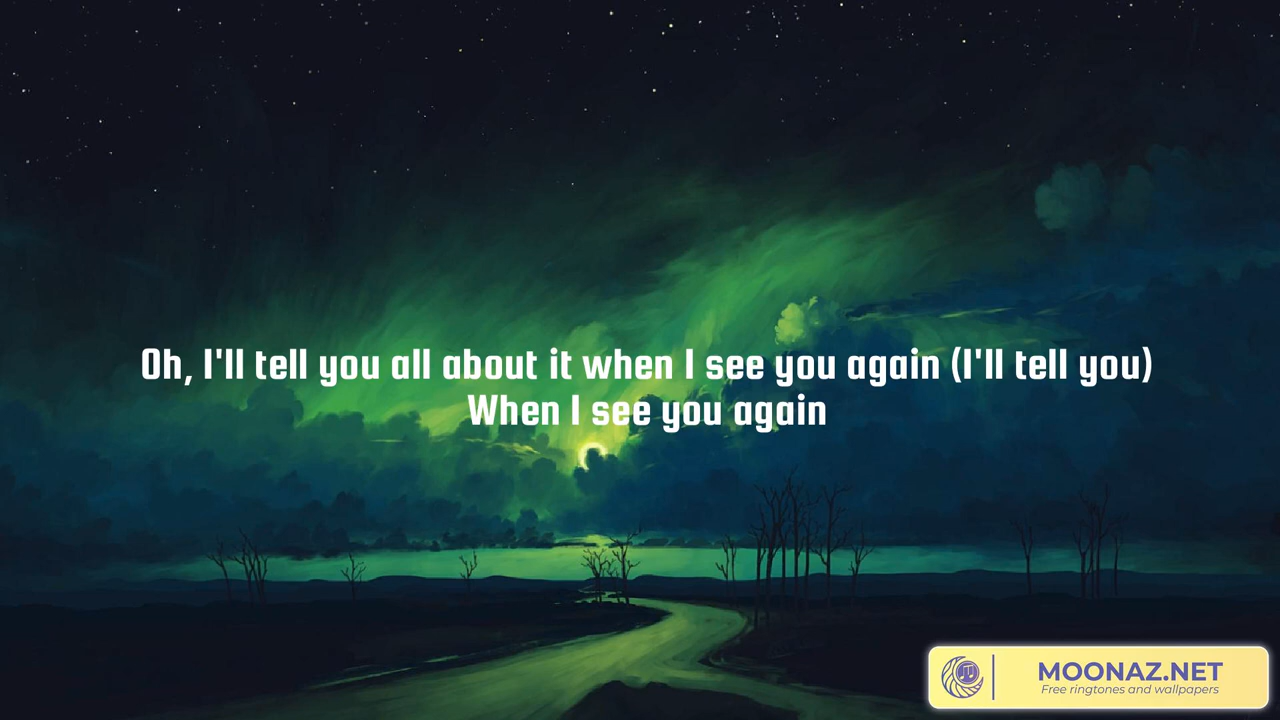 Oh, I'll tell you all about it when I see you again (I'll tell you)
When I see you again
MOONAZ.NET
Free ringtones and wallpapers